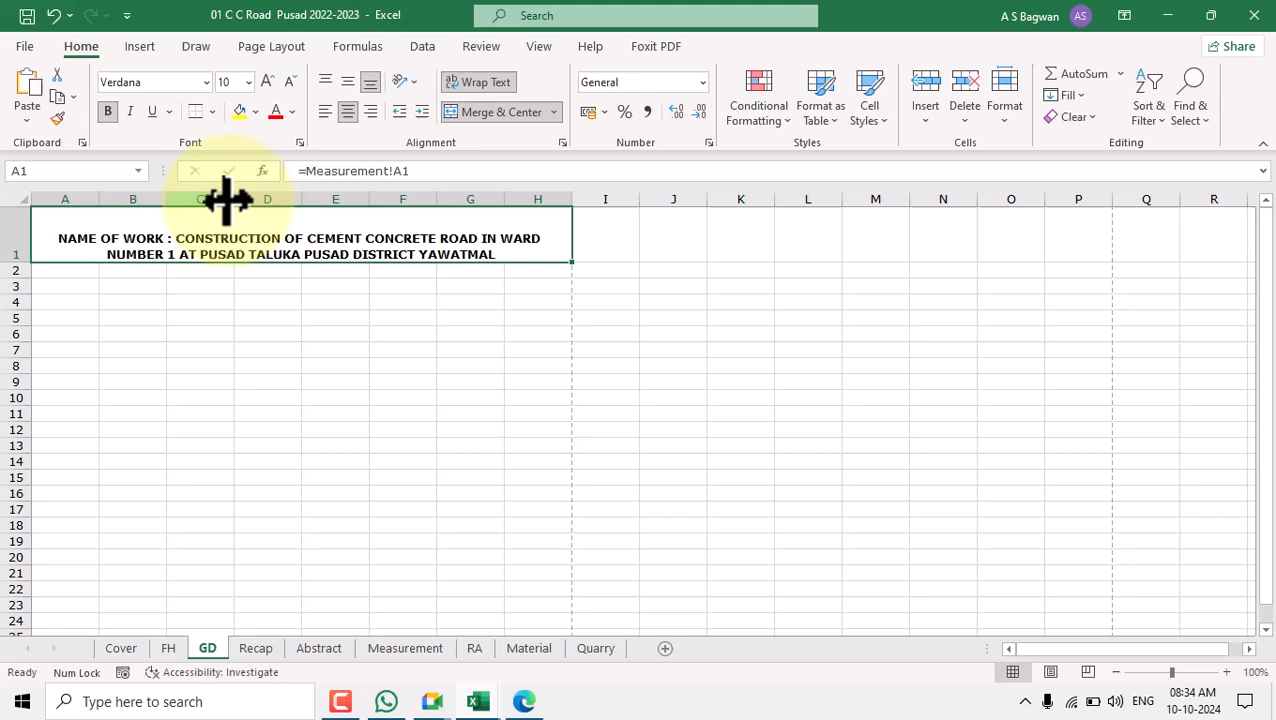 01 C C Road  Pusad 2022-2023  -  Excel
Search
A S Bagwan
AS
File Home Insert Draw Page Layout Formulas Data Review View Help Foxit PDF
Share
Paste
Verdana 10
B I U A
Wrap Text
Merge & Center
General
Conditional Formatting
Format as Table
Cell Styles
Insert
Delete
Format
AutoSum
Fill
Clear
Sort & Filter
Find & Select
Clipboard Font Alignment Number Styles Cells Editing
A1 fx =Measurement!A1
A B D E F G H I J K L M N O P Q R
NAME OF WORK : CONSTRUCTION OF CEMENT CONCRETE ROAD IN WARD
1 NUMBER 1 AT PUSAD TALUKA PUSAD DISTRICT YAWATMAL
2
3
4
5
6
7
8
9
10
11
12
13
14
15
16
17
18
19
20
21
22
23
24
Cover FH GD Recap Abstract Measurement RA Material Quarry
Ready Num Lock Accessibility: Investigate 100%
Type here to search
ENG
08:34 AM
10-10-2024